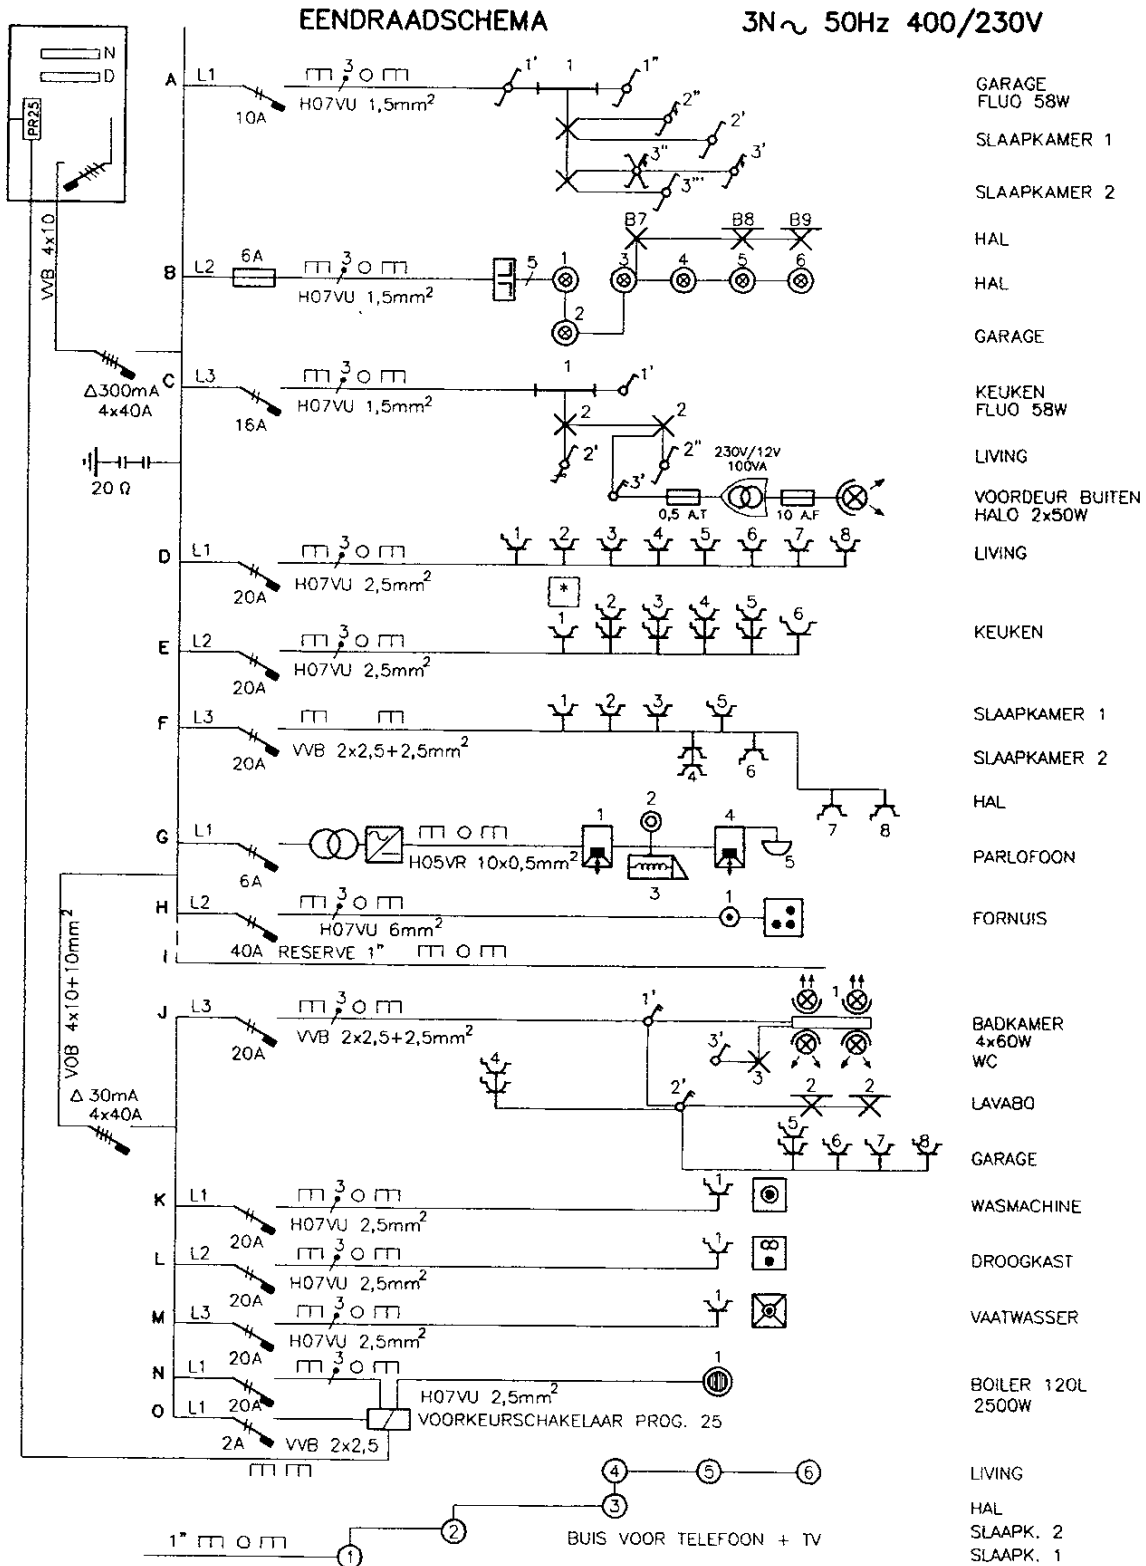 EENDRAADSCHEMA 3N~ 50Hz 400/230V
N
D
PR25
VVB 4x10
A L1 3 1' 1 1" GARAGE
10A H07VU 1,5mm² FLUO 58W
2"
2' SLAAPKAMER 1
3" 3'
3"' SLAAPKAMER 2
B7 B8 B9 HAL
B L2 6A 3 5 1 3 4 5 6 HAL
H07VU 1,5mm²
2 GARAGE
Δ300mA
4x40A
C L3 3 1 1' KEUKEN
16A H07VU 1,5mm² FLUO 58W
2 2
2' 2" LIVING
20 Ω
230V/12V
100VA
3' VOORDEUR BUITEN
0,5 A.T 10 A.F HALO 2x50W
D L1 3 1 2 3 4 5 6 7 8 LIVING
20A H07VU 2,5mm²
*
E L2 3 1 2 3 4 5 6 KEUKEN
20A H07VU 2,5mm²
F L3 1 2 3 5 SLAAPKAMER 1
20A VVB 2x2,5+2,5mm² 4 6 SLAAPKAMER 2
7 8 HAL
G L1 1 2 4
6A H05VR 10x0,5mm² 3 5 PARLOFOON
H L2 3 1 FORNUIS
40A H07VU 6mm²
I RESERVE 1"
VOB 4x10+10mm²
J L3 3 1' 1 BADKAMER
20A VVB 2x2,5+2,5mm² 4x60W
3' 3 WC
4 2' 2 2 LAVABO
Δ 30mA
4x40A
5 6 7 8 GARAGE
K L1 3 1 WASMACHINE
20A H07VU 2,5mm²
L L2 3 1 DROOGKAST
20A H07VU 2,5mm²
M L3 3 1 VAATWASSER
20A H07VU 2,5mm²
N L1 3 1 BOILER 120L
20A H07VU 2,5mm² 2500W
O L1 VOORKEURSCHAKELAAR PROG. 25
2A VVB 2x2,5
4 5 6 LIVING
3 HAL
2 BUIS VOOR TELEFOON + TV SLAAPK. 2
1" 1 SLAAPK. 1